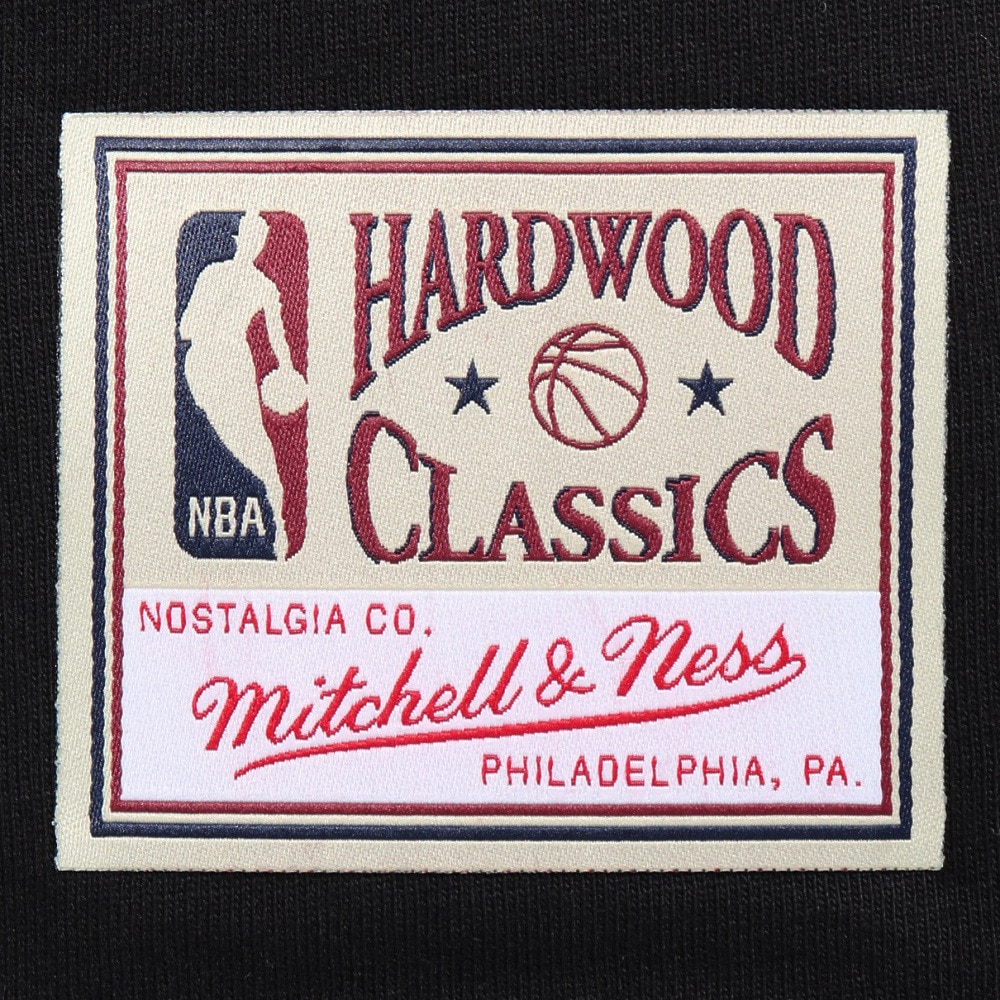 NBA
HARDWOOD
CLASSICS
NOSTALGIA CO.
Mitchell & Ness
PHILADELPHIA, PA.